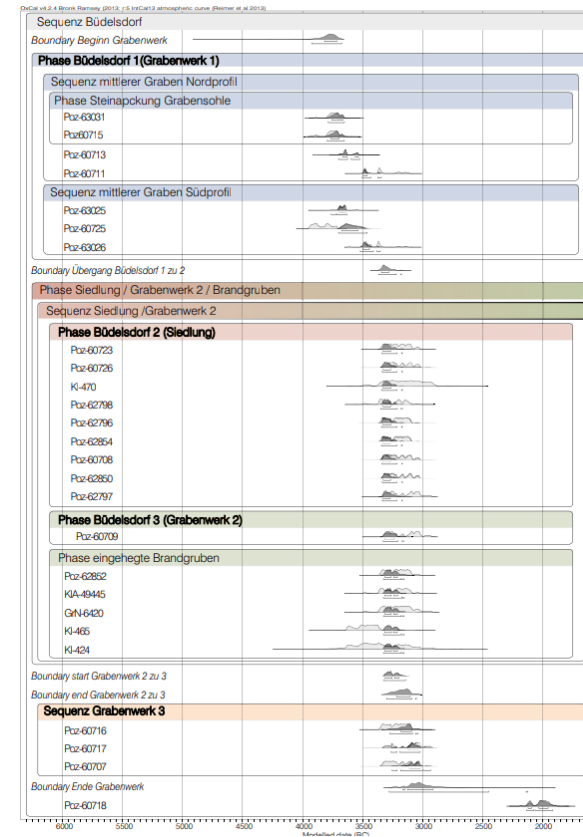 OxCal v4.2.4 Bronk Ramsey (2013; r:5 IntCal13 atmospheric curve (Reimer et al 2013)
Sequenz Büdelsdorf
Boundary Beginn Grabenwerk
Phase Büdelsdorf 1(Grabenwerk 1)
Sequenz mittlerer Graben Nordprofil
Phase Steinapckung Grabensohle
Poz-63031
Poz60715
Poz-60713
Poz-60711
Sequenz mittlerer Graben Südprofil
Poz-63025
Poz-60725
Poz-63026
Boundary Übergang Büdelsdorf 1 zu 2
Phase Siedlung / Grabenwerk 2 / Brandgruben
Sequenz Siedlung /Grabenwerk 2
Phase Büdelsdorf 2 (Siedlung)
Poz-60723
Poz-60726
KI-470
Poz-62798
Poz-62796
Poz-62854
Poz-60708
Poz-62850
Poz-62797
Phase Büdelsdorf 3 (Grabenwerk 2)
Poz-60709
Phase eingehegte Brandgruben
Poz-62852
KIA-49445
GrN-6420
KI-465
KI-424
Boundary start Grabenwerk 2 zu 3
Boundary end Grabenwerk 2 zu 3
Sequenz Grabenwerk 3
Poz-60716
Poz-60717
Poz-60707
Boundary Ende Grabenwerk
Poz-60718
6000 5500 5000 4500 4000 3500 3000 2500 2000
Modelled date (BC)